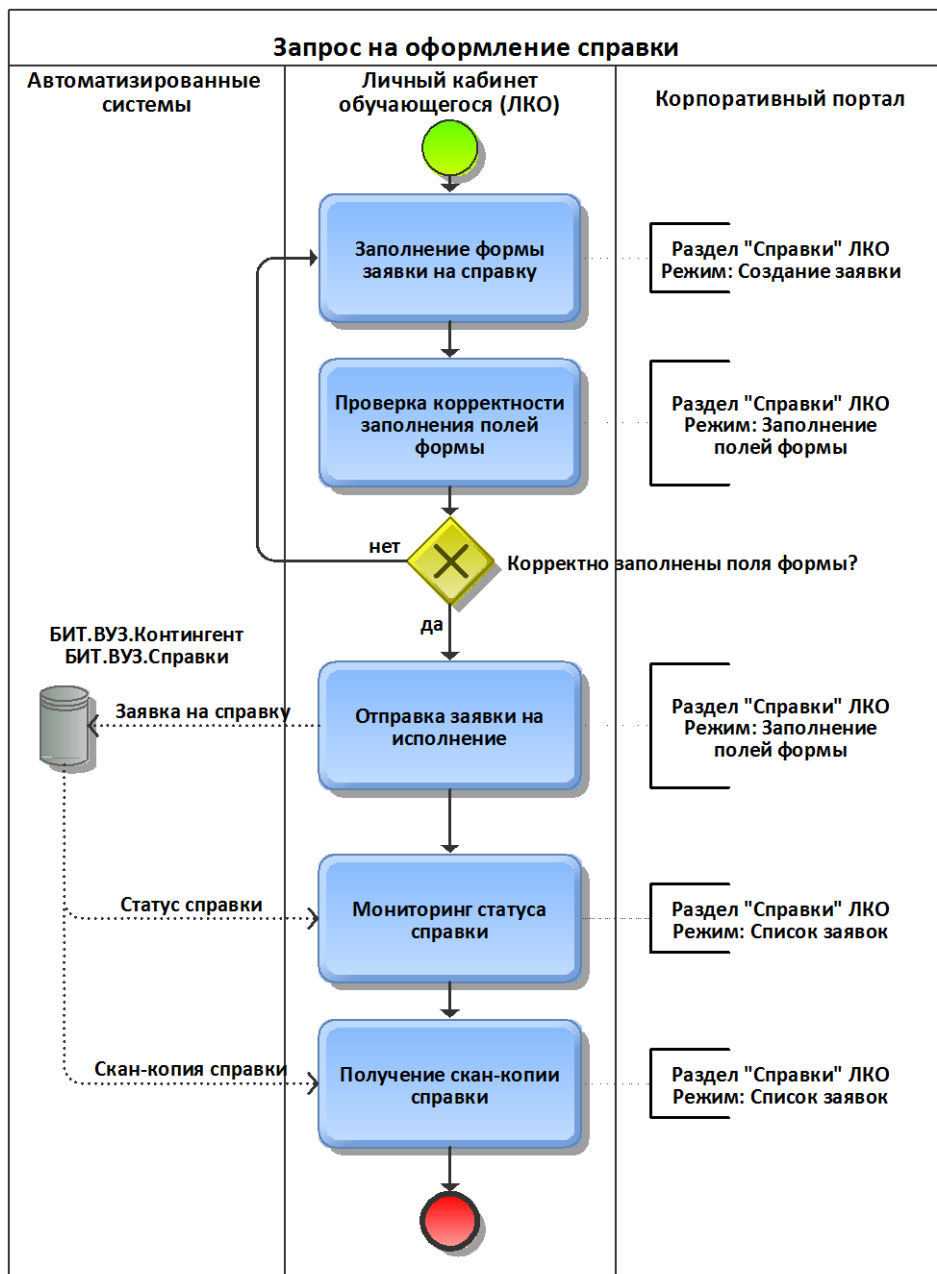 Запрос на оформление справки
Автоматизированные
системы
Личный кабинет
обучающегося (ЛКО)
Корпоративный портал
Заполнение формы
заявки на справку
Раздел "Справки" ЛКО
Режим: Создание заявки
Проверка корректности
заполнения полей
формы
Раздел "Справки" ЛКО
Режим: Заполнение
полей формы
нет
Корректно заполнены поля формы?
да
БИТ.ВУЗ.Контингент
БИТ.ВУЗ.Справки
Заявка на справку
Отправка заявки на
исполнение
Раздел "Справки" ЛКО
Режим: Заполнение
полей формы
Статус справки
Мониторинг статуса
справки
Раздел "Справки" ЛКО
Режим: Список заявок
Скан-копия справки
Получение скан-копии
справки
Раздел "Справки" ЛКО
Режим: Список заявок